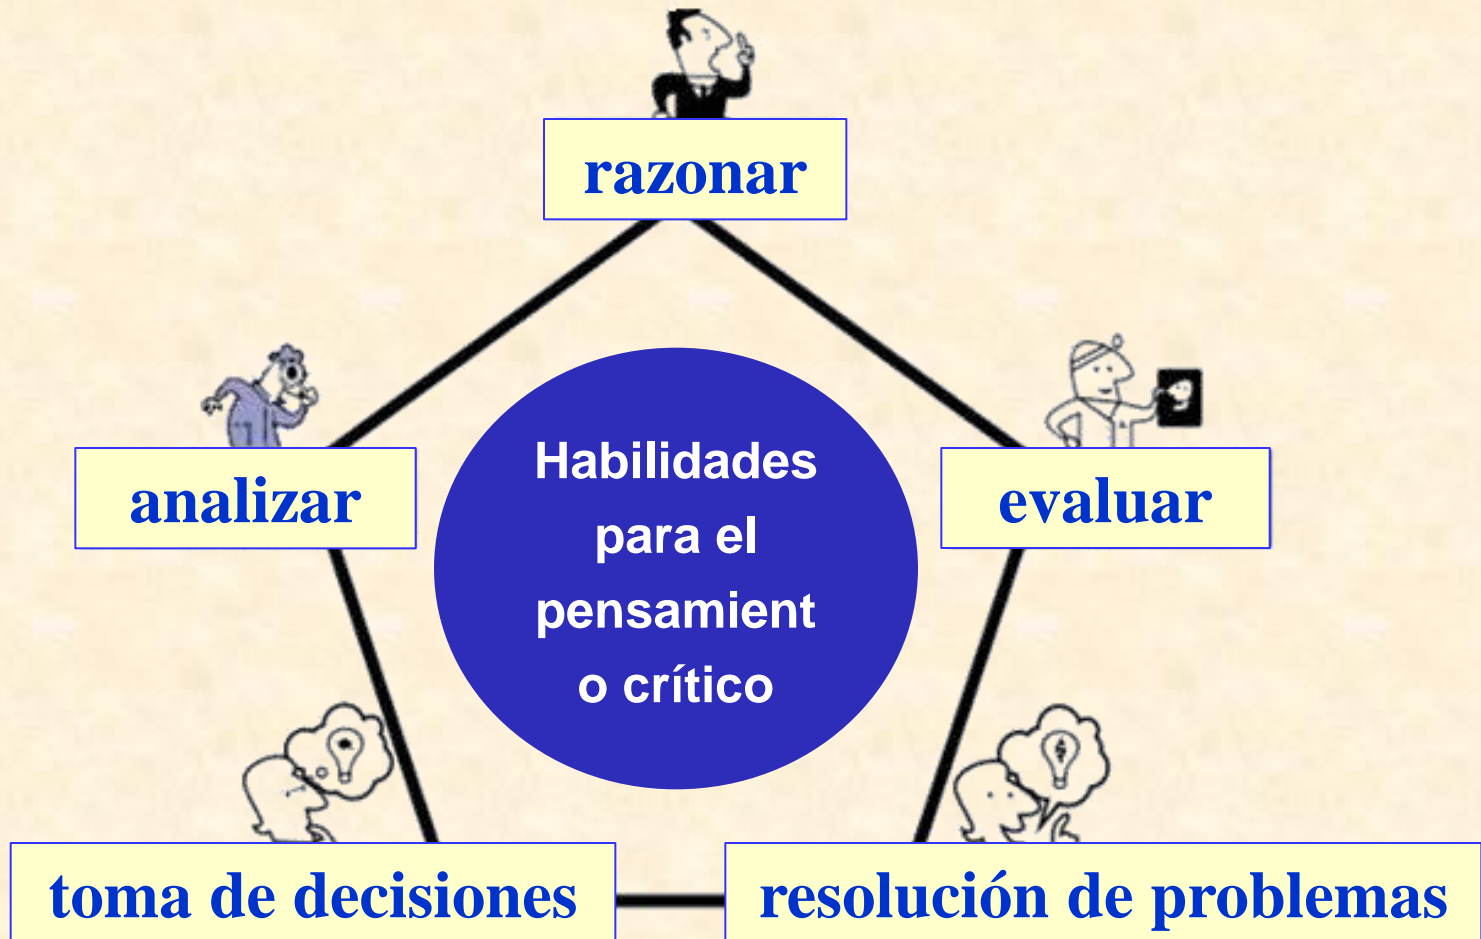 razonar
analizar
Habilidades
para el
pensamient
o crítico
evaluar
toma de decisiones
resolución de problemas